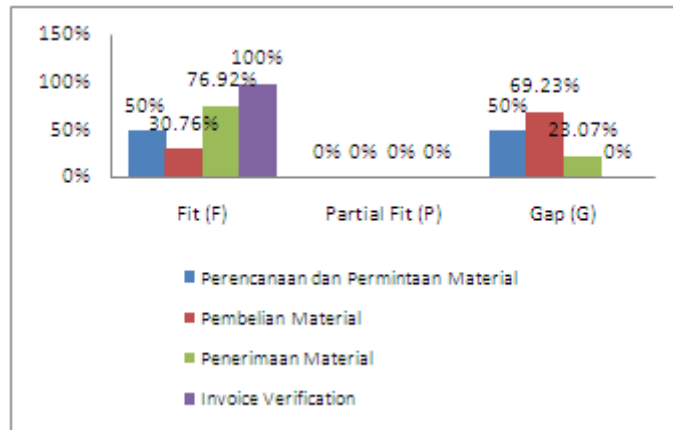 150%
100%
50%
0%
50%
30.76%
76.92%
100%
0% 0% 0% 0%
50%
69.23%
23.07%
0%
Fit (F) Partial Fit (P) Gap (G)
Perencanaan dan Permintaan Material
Pembelian Material
Penerimaan Material
Invoice Verification